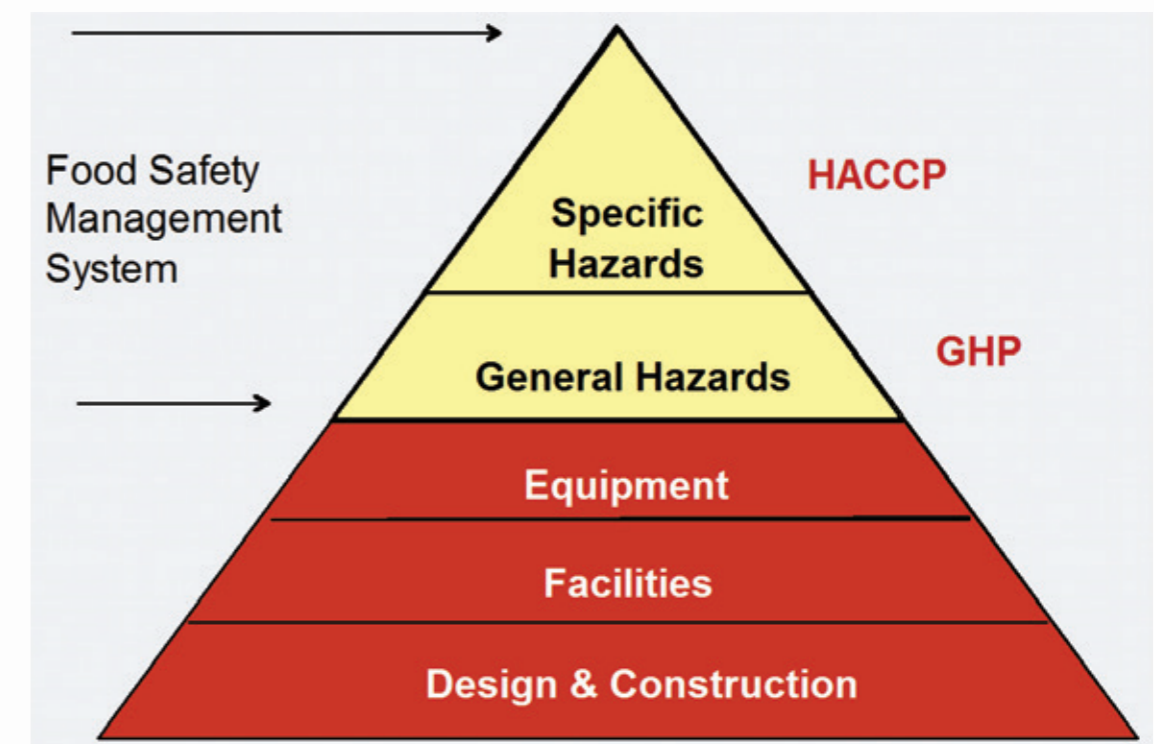 Food Safety
Management
System
Specific
Hazards
HACCP
General Hazards
GHP
Equipment
Facilities
Design & Construction